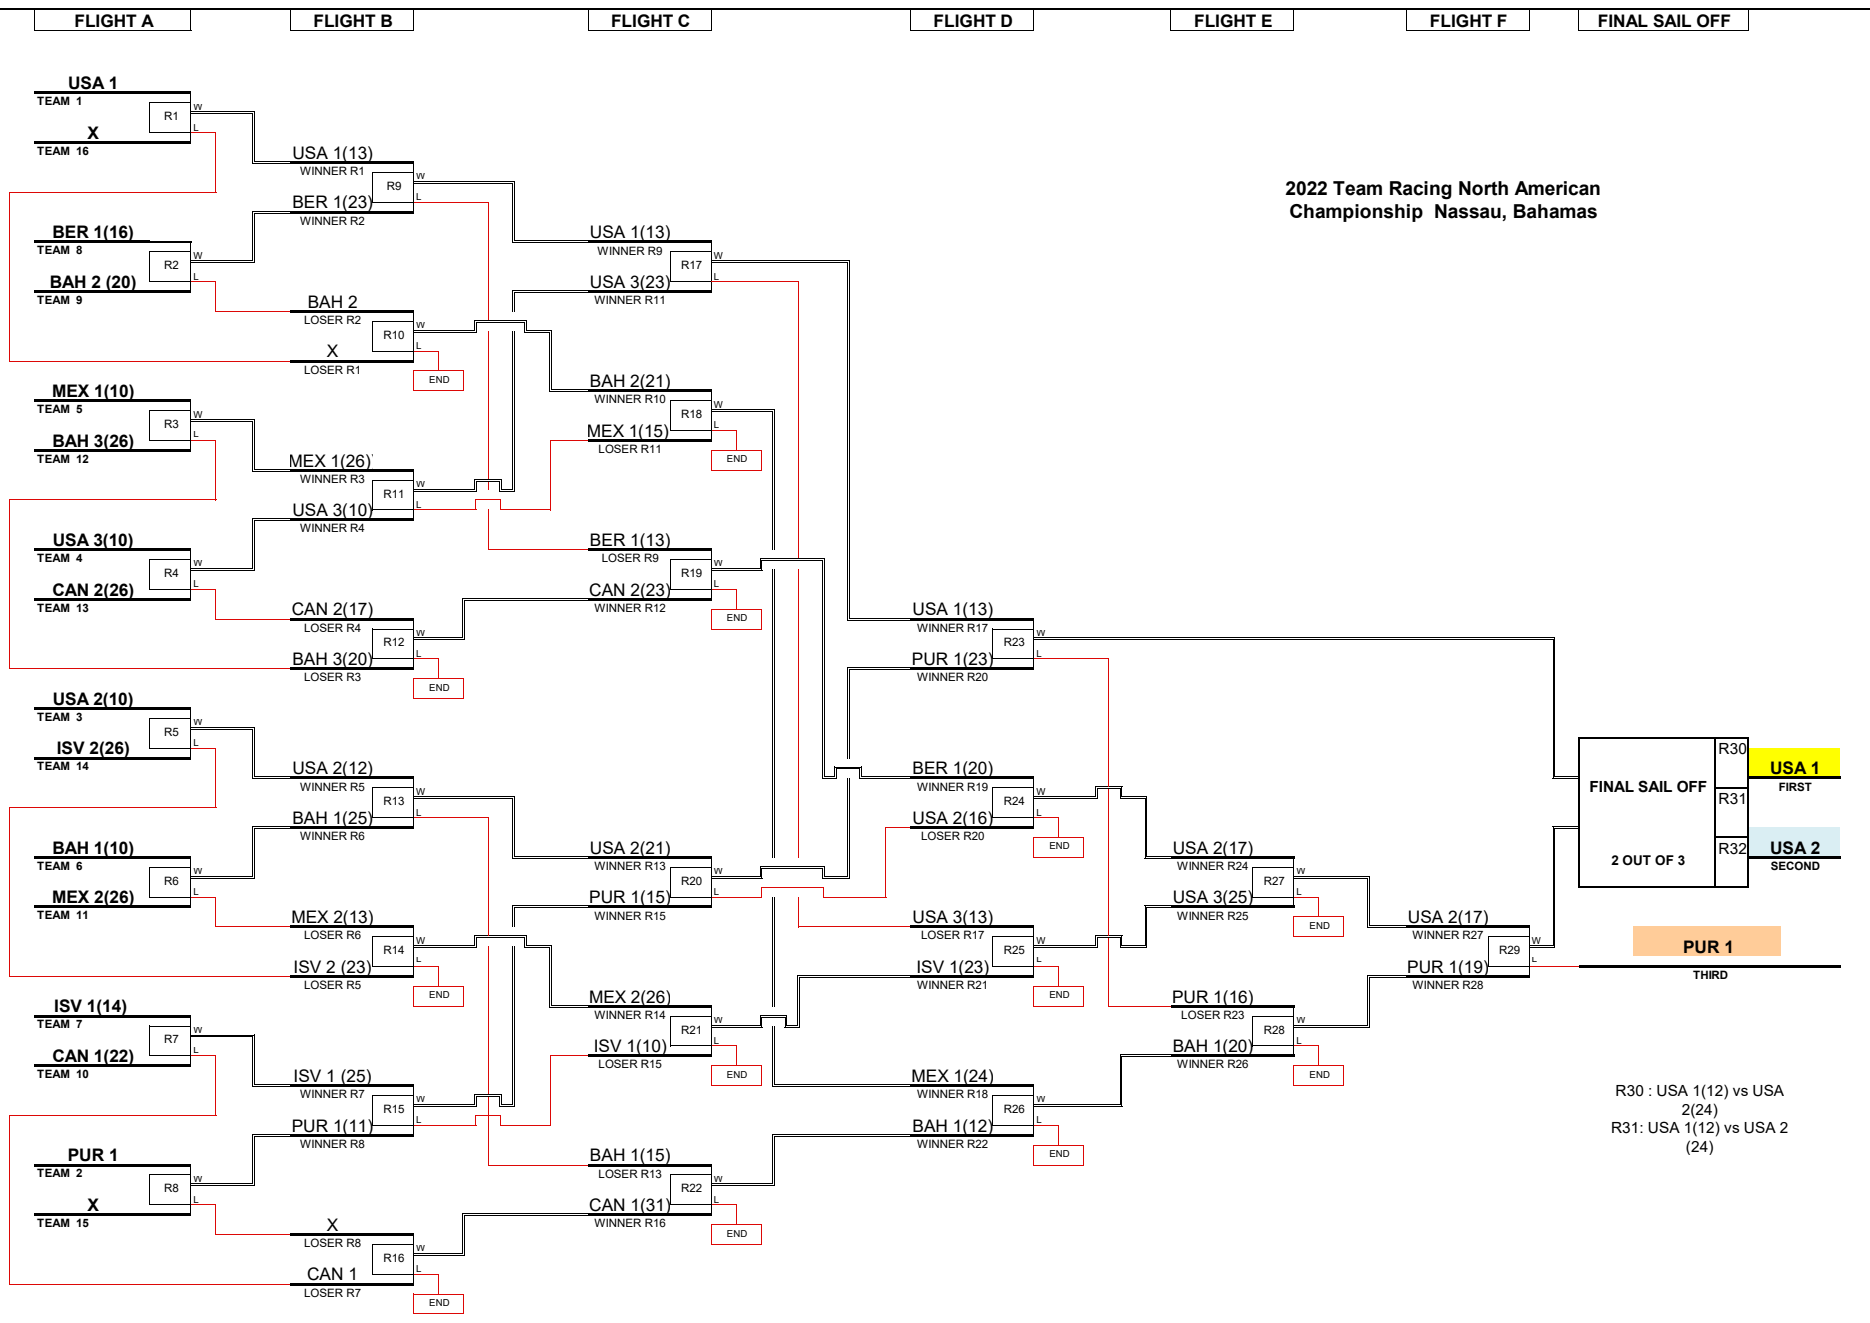 FLIGHT A
FLIGHT B
FLIGHT C
FLIGHT D
FLIGHT E
FLIGHT F
FINAL SAIL OFF
2022 Team Racing North American
Championship Nassau, Bahamas
USA 1
TEAM 1
R1
W
L
X
TEAM 16
BER 1(16)
TEAM 8
R2
W
L
BAH 2 (20)
TEAM 9
MEX 1(10)
TEAM 5
R3
W
L
BAH 3(26)
TEAM 12
USA 3(10)
TEAM 4
R4
W
L
CAN 2(26)
TEAM 13
USA 2(10)
TEAM 3
R5
W
L
ISV 2(26)
TEAM 14
BAH 1(10)
TEAM 6
R6
W
L
MEX 2(26)
TEAM 11
ISV 1(14)
TEAM 7
R7
W
L
CAN 1(22)
TEAM 10
PUR 1
TEAM 2
R8
W
L
X
TEAM 15
USA 1(13)
WINNER R1
R9
W
L
BER 1(23)
WINNER R2
BAH 2
LOSER R2
R10
W
L
X
LOSER R1
END
MEX 1(26)
WINNER R3
R11
W
L
USA 3(10)
WINNER R4
CAN 2(17)
LOSER R4
R12
W
L
BAH 3(20)
LOSER R3
END
USA 2(12)
WINNER R5
R13
W
L
BAH 1(25)
WINNER R6
MEX 2(13)
LOSER R6
R14
W
L
ISV 2 (23)
LOSER R5
END
ISV 1 (25)
WINNER R7
R15
W
L
PUR 1(11)
WINNER R8
X
LOSER R8
R16
W
L
CAN 1
LOSER R7
END
USA 1(13)
WINNER R9
R17
W
L
USA 3(23)
WINNER R11
BAH 2(21)
WINNER R10
R18
W
L
MEX 1(15)
LOSER R11
END
BER 1(13)
LOSER R9
R19
W
L
CAN 2(23)
WINNER R12
END
USA 2(21)
WINNER R13
R20
W
L
PUR 1(15)
WINNER R15
MEX 2(26)
WINNER R14
R21
W
L
ISV 1(10)
LOSER R15
END
BAH 1(15)
LOSER R13
R22
W
L
CAN 1(31)
WINNER R16
END
USA 1(13)
WINNER R17
R23
W
L
PUR 1(23)
WINNER R20
BER 1(20)
WINNER R19
R24
W
L
USA 2(16)
LOSER R20
END
USA 3(13)
LOSER R17
R25
W
L
ISV 1(23)
WINNER R21
END
MEX 1(24)
WINNER R18
R26
W
L
BAH 1(12)
WINNER R22
END
USA 2(17)
WINNER R24
R27
W
L
USA 3(25)
WINNER R25
END
PUR 1(16)
LOSER R23
R28
W
L
BAH 1(20)
WINNER R26
END
USA 2(17)
WINNER R27
R29
W
L
PUR 1(19)
WINNER R28
FINAL SAIL OFF
2 OUT OF 3
R30
R31
R32
USA 1
FIRST
USA 2
SECOND
PUR 1
THIRD
R30 : USA 1(12) vs USA
2(24)
R31: USA 1(12) vs USA 2
(24)